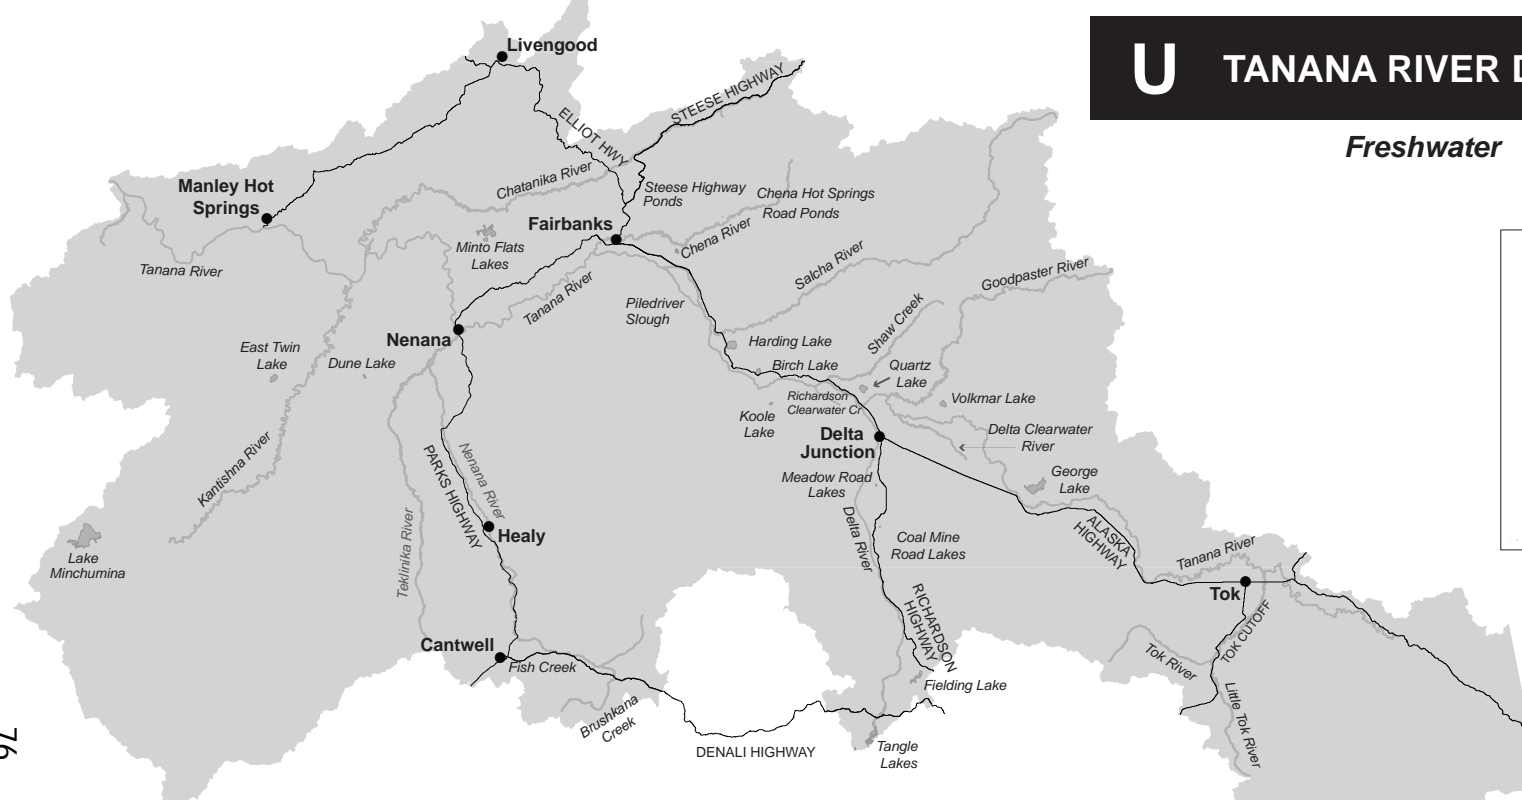 U TANANA RIVER D
Freshwater
Livengood
STEESE HIGHWAY
ELLIOT HWY
Chatanika River
Manley Hot
Springs
Steese Highway
Ponds
Chena Hot Springs
Road Ponds
Fairbanks
Chena River
Minto Flats
Lakes
Tanana River
Salcha River
Goodpaster River
Tanana River
Piledriver
Slough
Shaw Creek
Nenana
Harding Lake
East Twin
Lake
Dune Lake
Birch Lake
Quartz
Lake
Richardson
Clearwater Cr
Volkmar Lake
Koole
Lake
Delta
Junction
Delta Clearwater
River
Kantishna River
PARKS HIGHWAY
Nenana River
Meadow Road
Lakes
George
Lake
Healy
Delta River
Coal Mine
Road Lakes
ALASKA
HIGHWAY
Tanana River
Lake
Minchumina
Teklinika River
Tok
RICHARDSON
HIGHWAY
TOK CUTOFF
Cantwell
Fish Creek
Tok River
Fielding Lake
Little Tok River
Brushkana
Creek
DENALI HIGHWAY
Tangle
Lakes
76